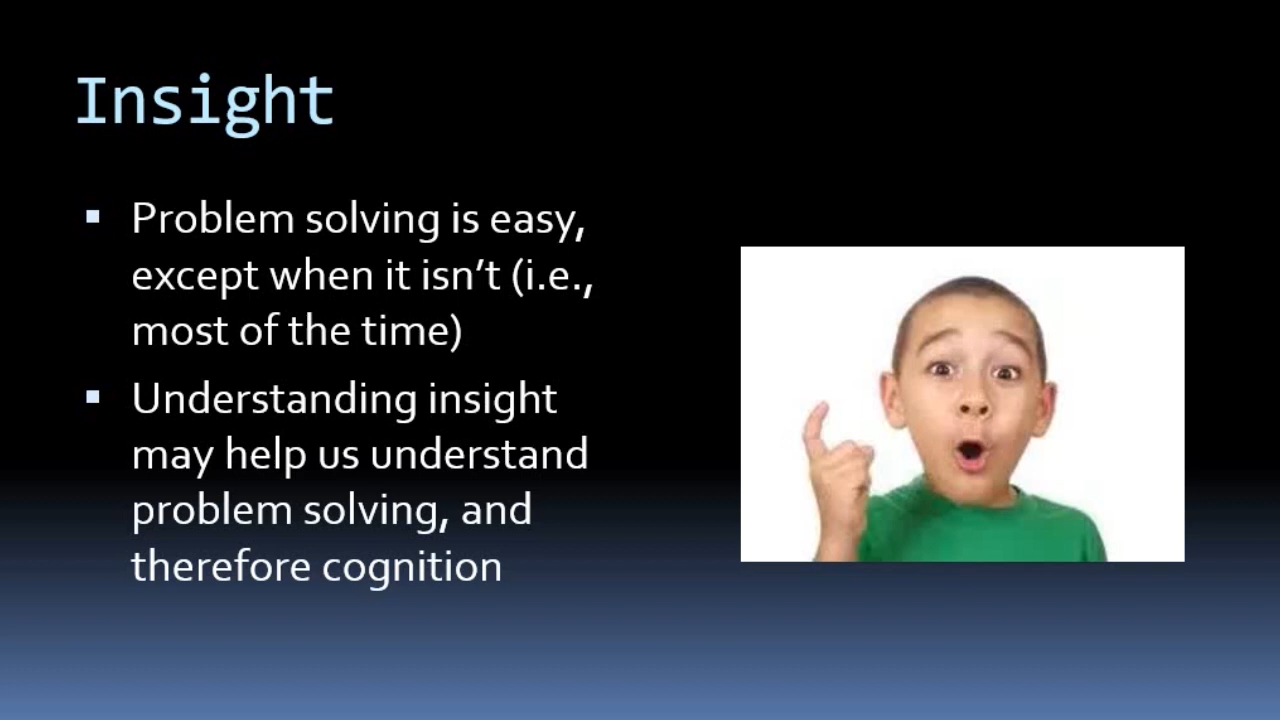 Insight
▪ Problem solving is easy,
except when it isn’t (i.e.,
most of the time)
▪ Understanding insight
may help us understand
problem solving, and
therefore cognition